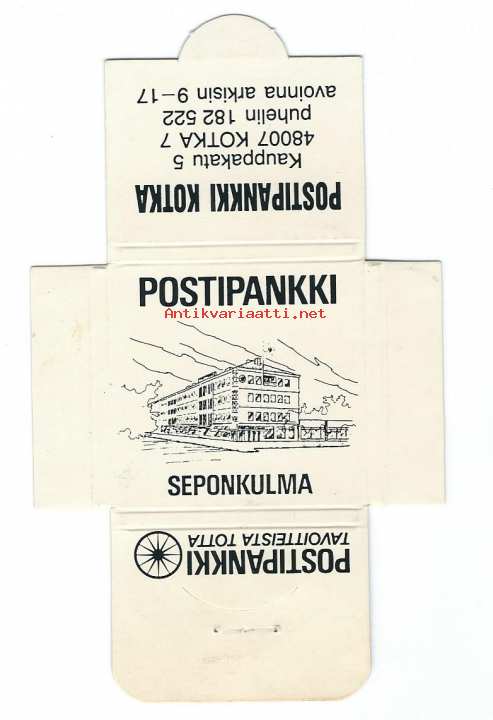 POSTIPANKKI KOTKA
Kauppakatu 5
48007 KOTKA 7
puhelin 182 522
avoinna arkisin 9-17
POSTIPANKKI
Antikvariaatti.net
SEPONKULMA
POSTIPANKKI
TAVOITTEISTA TOTTA